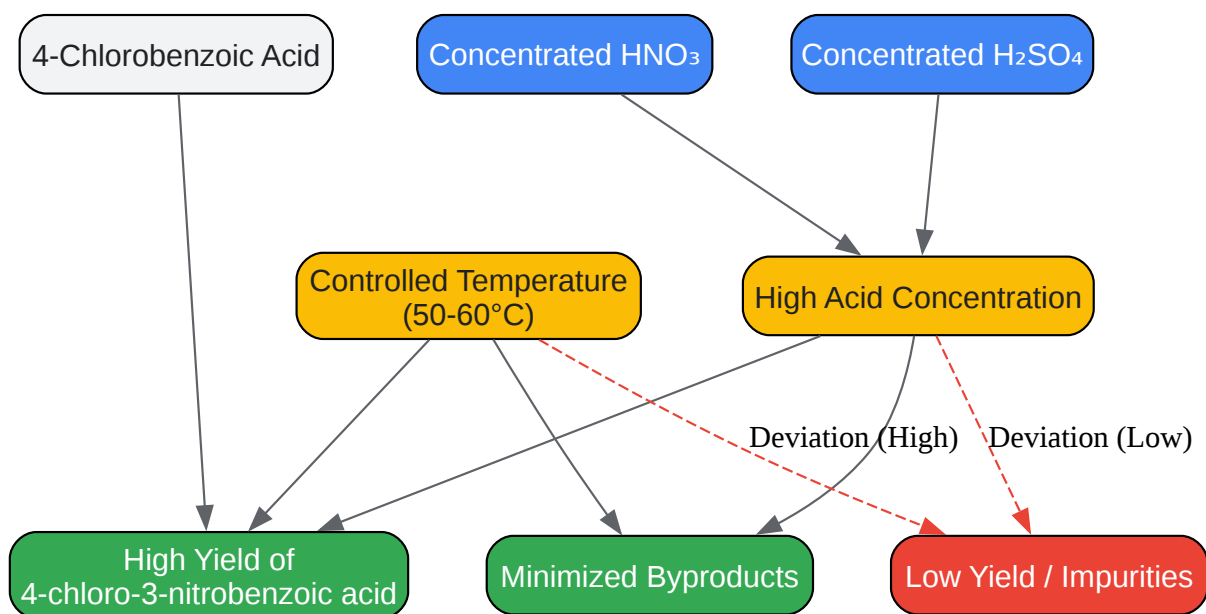 4-Chlorobenzoic Acid
Concentrated HNO₃
Concentrated H₂SO₄
Controlled Temperature
(50-60°C)
High Acid Concentration
Deviation (High)
Deviation (Low)
High Yield of
4-chloro-3-nitrobenzoic acid
Minimized Byproducts
Low Yield / Impurities